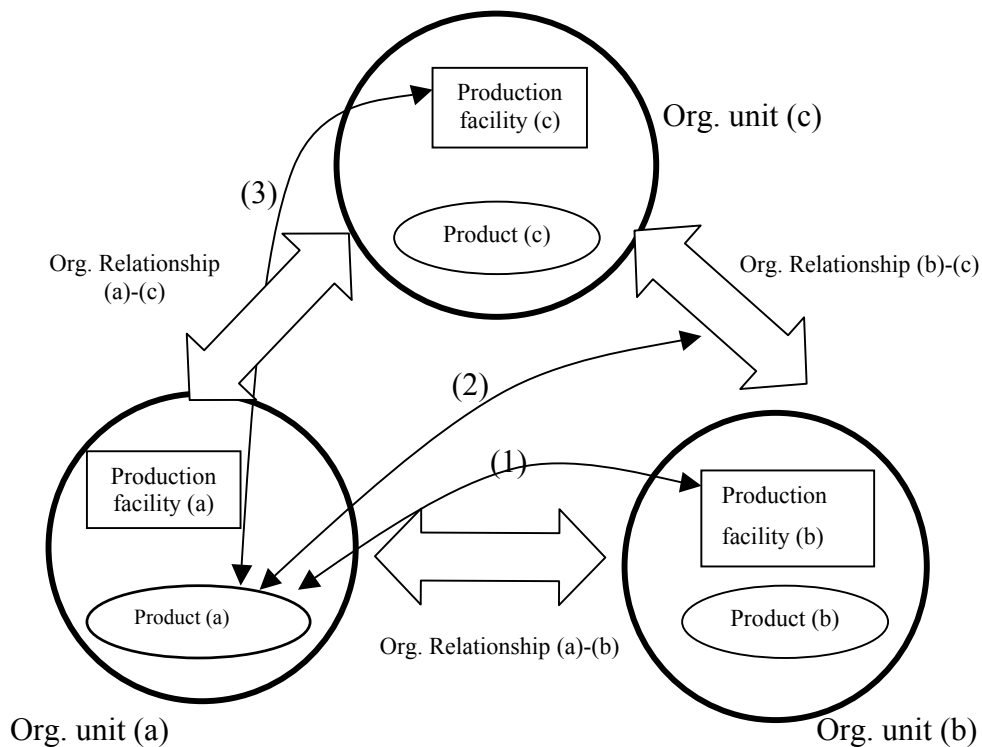 Production
facility (c)
Org. unit (c)
(3)
Product (c)
Org. Relationship
(a)-(c)
Org. Relationship (b)-(c)
(2)
(1)
Production
facility (a)
Production
facility (b)
Product (a)
Product (b)
Org. Relationship (a)-(b)
Org. unit (a)
Org. unit (b)